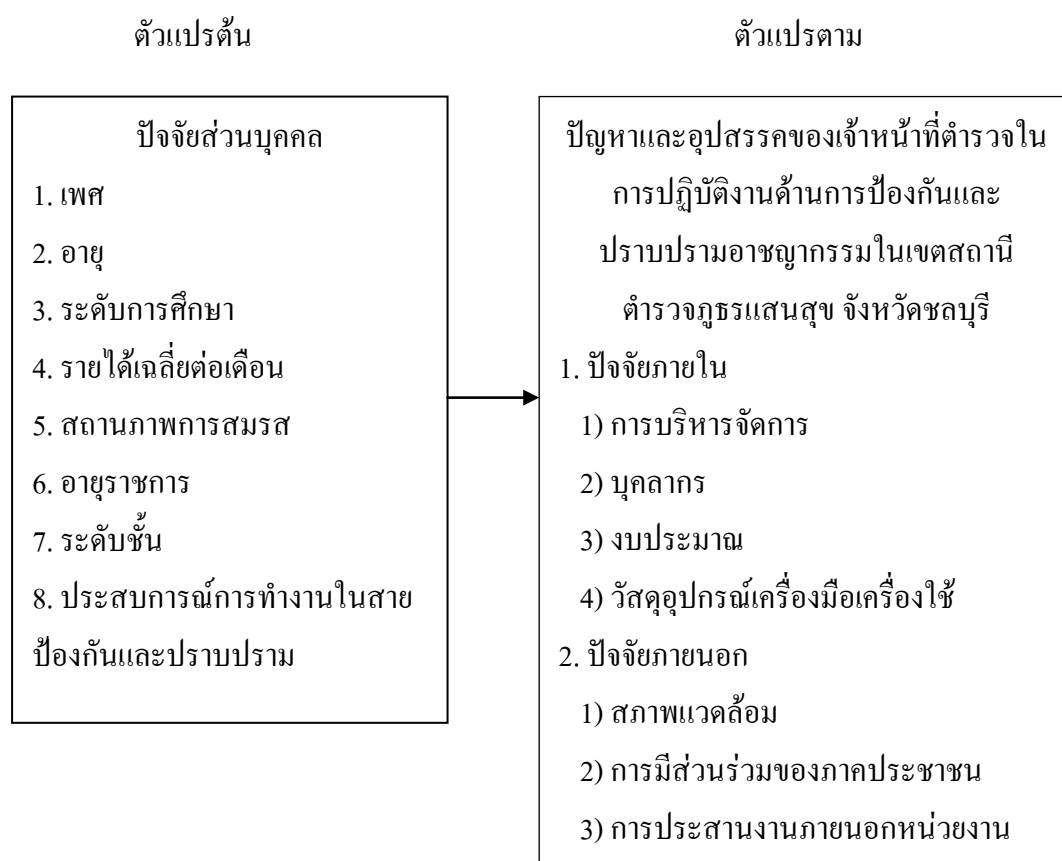 ตัวแปรต้น
ตัวแปรตาม
ปัจจัยส่วนบุคคล
1. เพศ
2. อายุ
3. ระดับการศึกษา
4. รายได้เฉลี่ยต่อเดือน
5. สถานภาพการสมรส
6. อายุราชการ
7. ระดับชั้น
8. ประสบการณ์การทำงานในสาย
ป้องกันและปราบปราม
ปัญหาและอุปสรรคของเจ้าหน้าที่ตำรวจใน
การปฏิบัติงานด้านการป้องกันและ
ปราบปรามอาชญากรรมในเขตสถานี
ตำรวจภูธรแสนสุข จังหวัดชลบุรี
1. ปัจจัยภายใน
1) การบริหารจัดการ
2) บุคลากร
3) งบประมาณ
4) วัสดุอุปกรณ์เครื่องมือเครื่องใช้
2. ปัจจัยภายนอก
1) สภาพแวดล้อม
2) การมีส่วนร่วมของภาคประชาชน
3) การประสานงานภายนอกหน่วยงาน